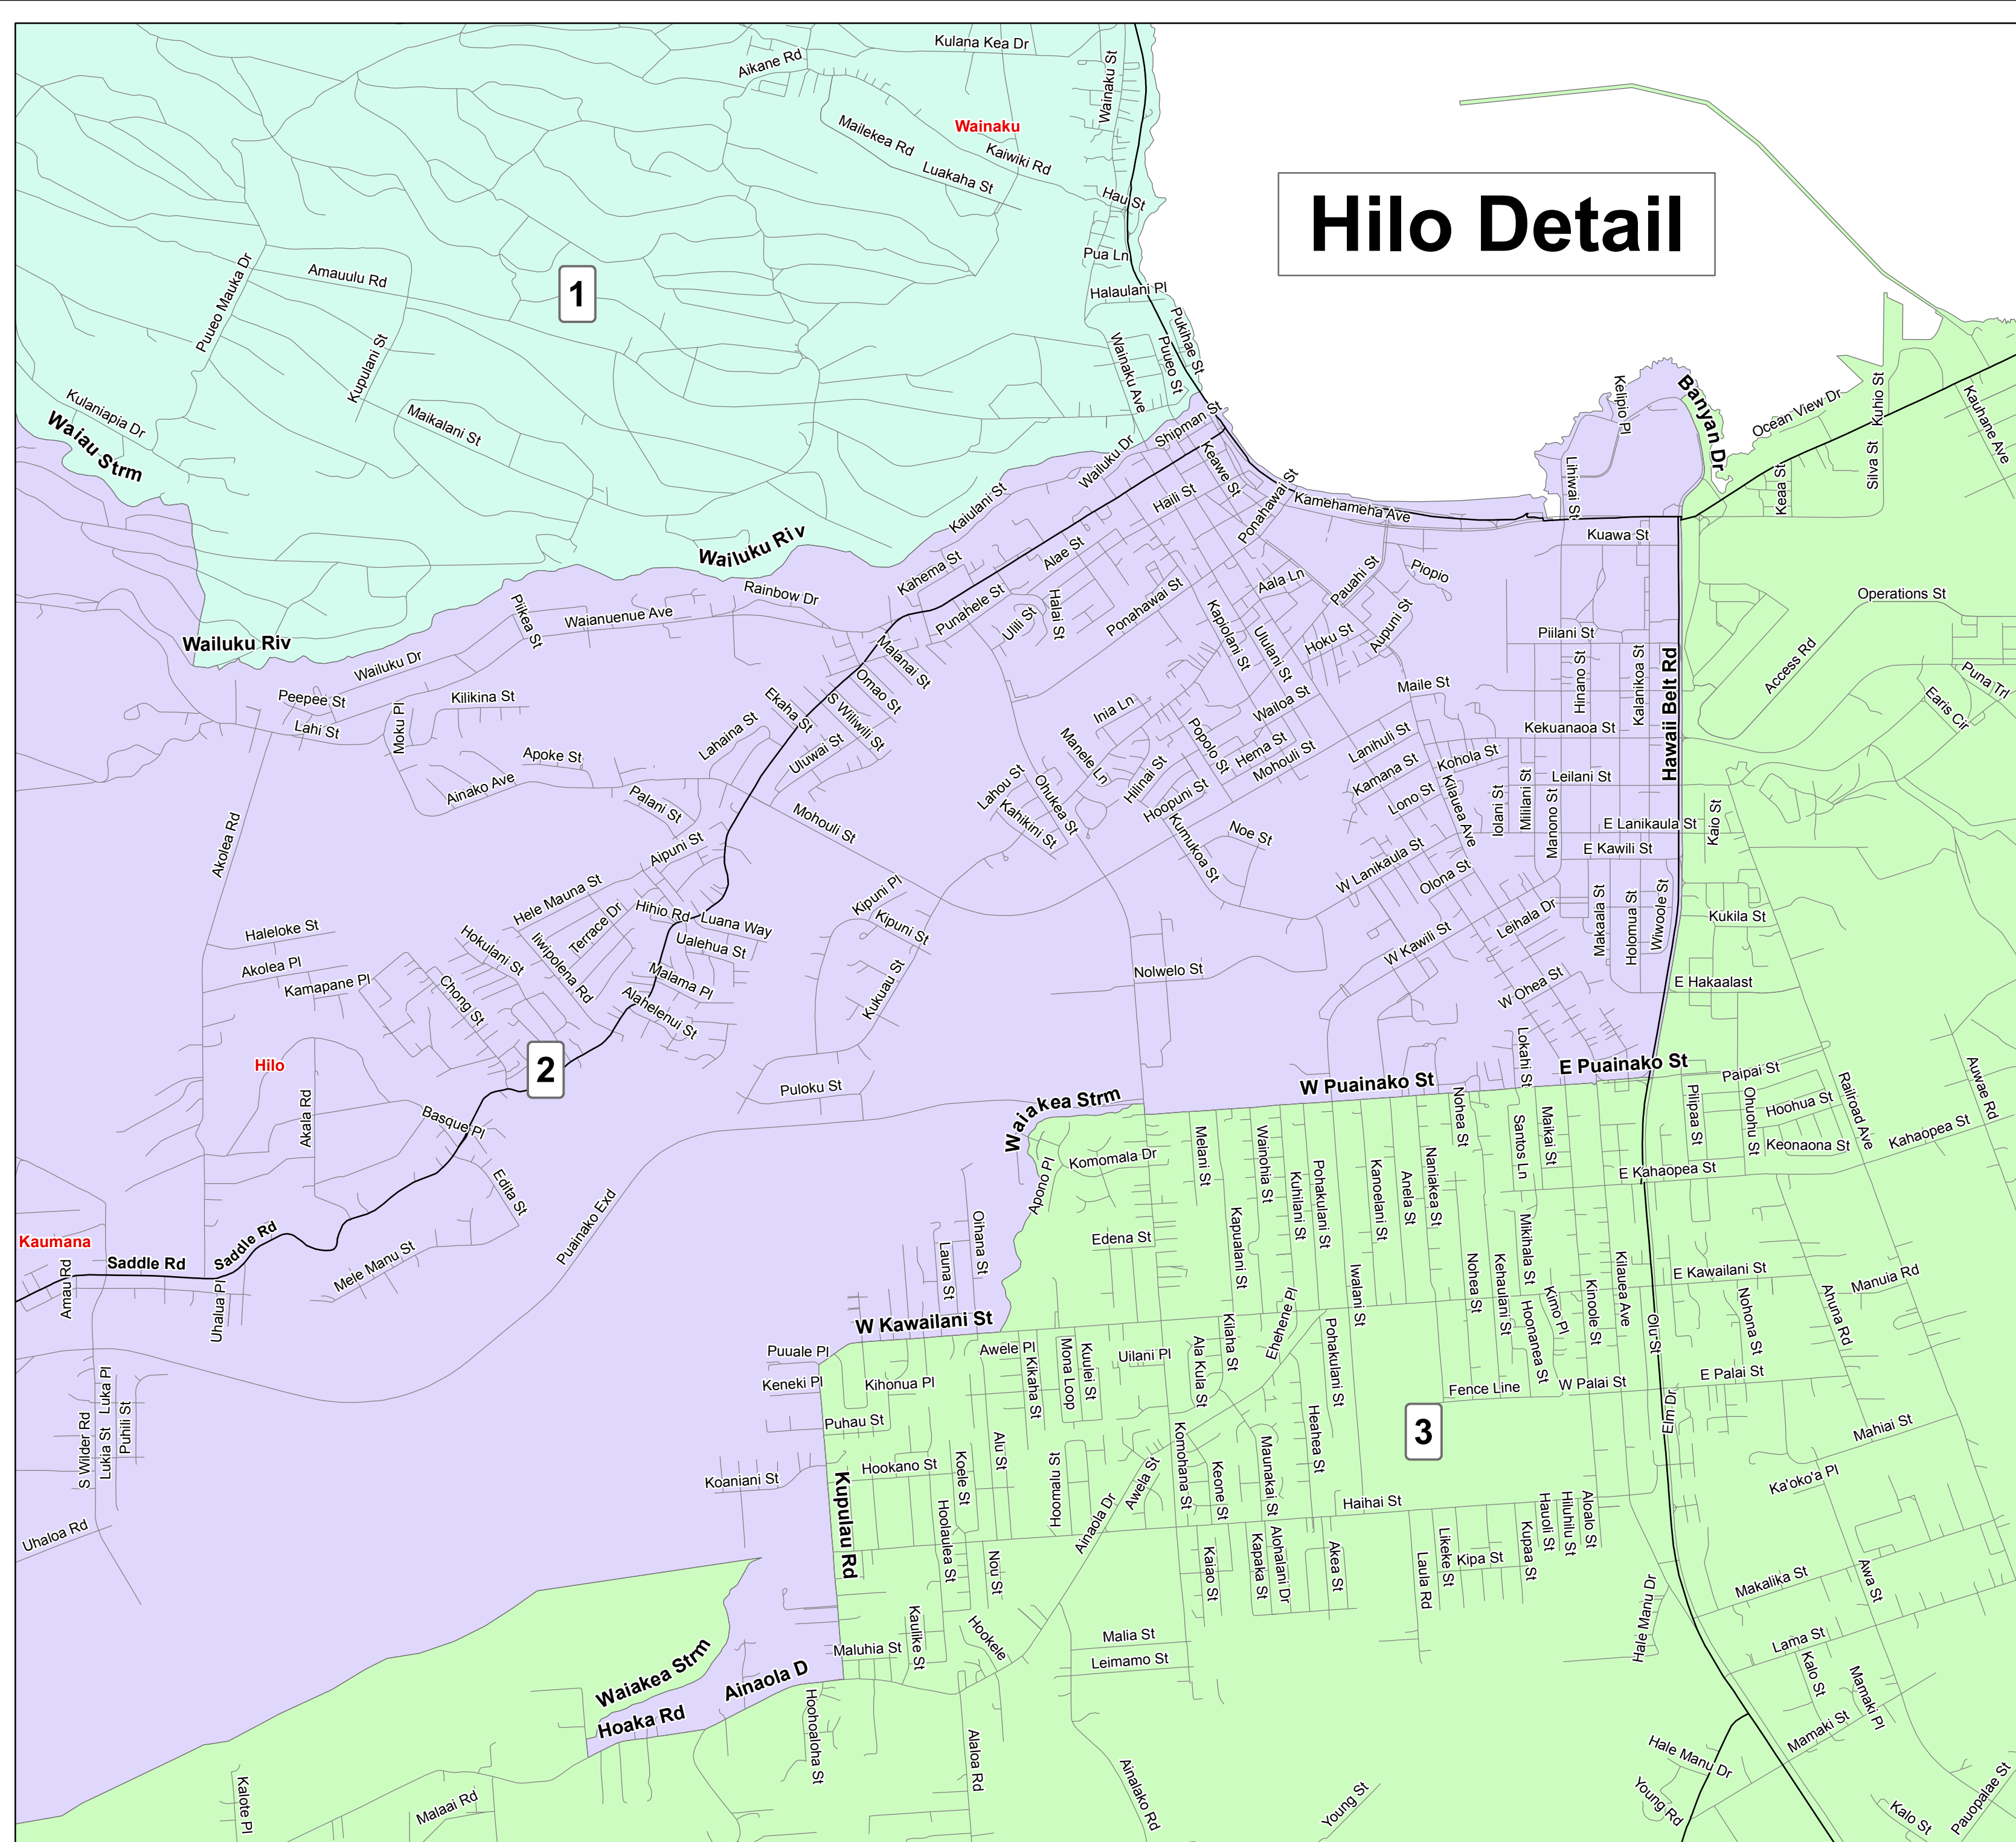 Kulana Kea Dr
Aikane Rd
Wainaku St
Wainaku
Mailekea Rd
Kaiwiki Rd
Luakaha St
Hau St
Hilo Detail
Pua Ln
Puueo Mauka Dr
Amauulu Rd
1
Halaulani Pl
Pukihae St
Kupulani St
Wainaku Ave
Puueo St
Kulaniapia Dr
Waiau Strm
Maikalani St
Shipman St
Kelipio Pl
Banyan Dr
Ocean View Dr
Kuhio St
Kauhane Ave
Wailuku Dr
Keawe St
Silva St
Keaa St
Lihiwai St
Kaiulani St
Haili St
Ponahawai St
Kamehameha Ave
Wailuku Riv
Kuawa St
Alae St
Kahema St
Rainbow Dr
Punahele St
Aala Ln
Pauahi St
Piopio
Operations St
Piikea St
Waianuenue Ave
Ulili St
Halai St
Ponahawai St
Kapiolani St
Ululani St
Hoku St
Aupuni St
Piilani St
Access Rd
Wailuku Riv
Wailuku Dr
Malanai St
Omao St
Hinano St
Kalanikoa St
Hawaii Belt Rd
Puna Trl
Earis Cir
Peepee St
Kilikina St
Moku Pl
Lahi St
Ekaha St
S Wiliwili St
Inia Ln
Wailoa St
Maile St
Kekuanaoa St
Lahaina St
Uluwai St
Manele Ln
Popolo St
Hema St
Mohouli St
Lanihuli St
Kohola St
Apoke St
Ainako Ave
Palani St
Lahou St
Ohukea St
Hilinai St
Hoopuni St
Kamana St
Lono St
Kilauea Ave
Leilani St
Iolani St
Mililani St
Manono St
Akolea Rd
Mohouli St
Kahikini St
Kumukoa St
Noe St
E Lanikaula St
Kaio St
E Kawili St
Aipuni St
W Lanikaula St
Olona St
Hele Mauna St
Kipuni Pl
Kipuni St
Hihio Rd
Luana Way
Terrace Dr
Ualehua St
Leihala Dr
Makaala St
Holomua St
Wiwoole St
Kukila St
Haleloke St
Hokulani St
Iiwipolena Rd
W Kawili St
Akolea Pl
Kamapane Pl
Chong St
Malama Pl
Alahelenui St
Kukuau St
Nolwelo St
W Ohea St
E Hakaalast
Hilo
2
Lokahi St
E Puainako St
Paipai St
Railroad Ave
Auwae Rd
Puloku St
Waiakea Strm
W Puainako St
Nohea St
Pilipaa St
Ohuohu St
Hoohua St
Keonaona St
Kahaopea St
Akala Rd
Basque Pl
Komomala Dr
Melani St
Wainohia St
Kuhilani St
Pohakulani St
Kanoelani St
Anela St
Naniakea St
Santos Ln
Maikai St
E Kahaopea St
Edita St
Apono Pl
Kaumana
Saddle Rd
Saddle Rd
Amau Rd
Uhalua Pl
Mele Manu St
Puainako Exd
Oihana St
Launa St
Edena St
Kapualani St
Iwalani St
Nohea St
Mikihala St
Kehaulani St
Hoonanea St
Kimo Pl
Kinoole St
Kilauea Ave
E Kawailani St
Manuia Rd
Ahuna Rd
Nohona St
Olu St
W Kawailani St
Puuale Pl
Keneki Pl
Kihonua Pl
Awele Pl
Kikaha St
Mona Loop
Kuulei St
Uilani Pl
Ala Kula St
Kilaha St
Ehehene Pl
Pohakulani St
Fence Line
W Palai St
E Palai St
Luka Pl
Puhili St
S Wilder Rd
Lukia St
Puhau St
Elm Dr
3
Mahiai St
Koaniani St
Kupulau Rd
Hookano St
Koele St
Alu St
Hoomalu St
Awela St
Komohana St
Keone St
Maunakai St
Heahea St
Ka'oko'a Pl
Uhaloa Rd
Hoolaulea St
Ainaola Dr
Haihai St
Hauoli St
Hiluhilu St
Aloalo St
Nou St
Kaiao St
Kapaka St
Alohalani Dr
Akea St
Laula Rd
Likeke St
Kipa St
Kupaa St
Makalika St
Awa St
Hale Manu Dr
Kaulike St
Hookele
Maluhia St
Malia St
Leimamo St
Lama St
Kalo St
Mamaki Pl
Waiakea Strm
Ainaola D
Hoaka Rd
Hoohoaloha St
Alaloa Rd
Mamaki St
Hale Manu Dr
Kalote Pl
Malaai Rd
Ainalako Rd
Young St
Young Rd
Kalo St
Pauopalae St